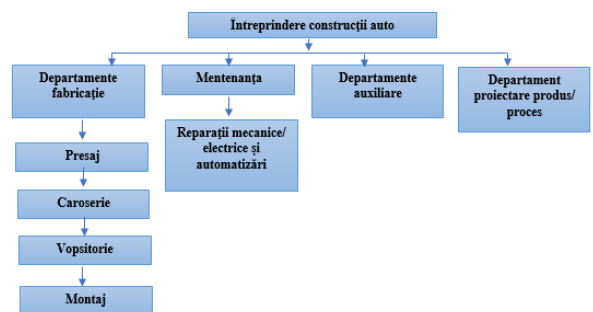 Întreprindere construcții auto
Departamente
fabricație
Mentenanța
Departamente
auxiliare
Departament
proiectare produs/
proces
Presaj
Reparații mecanice/
electrice și
automatizări
Caroserie
Vopsitorie
Montaj